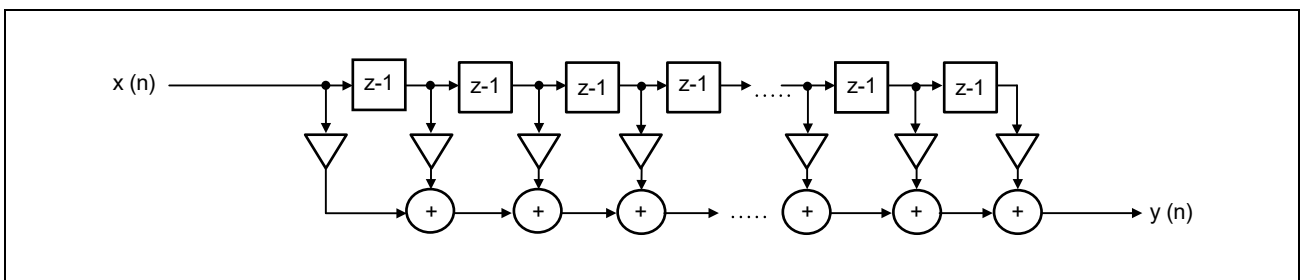 x (n) z-1 z-1 z-1 z-1 ..... z-1 z-1
+ + + ..... + + + y (n)